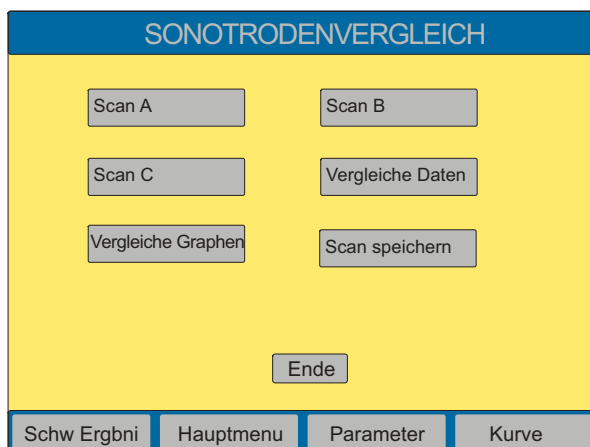 SONOTRODENVERGLEICH
Scan A
Scan B
Scan C
Vergleiche Daten
Vergleiche Graphen
Scan speichern
Ende
Schw Ergbni
Hauptmenu
Parameter
Kurve